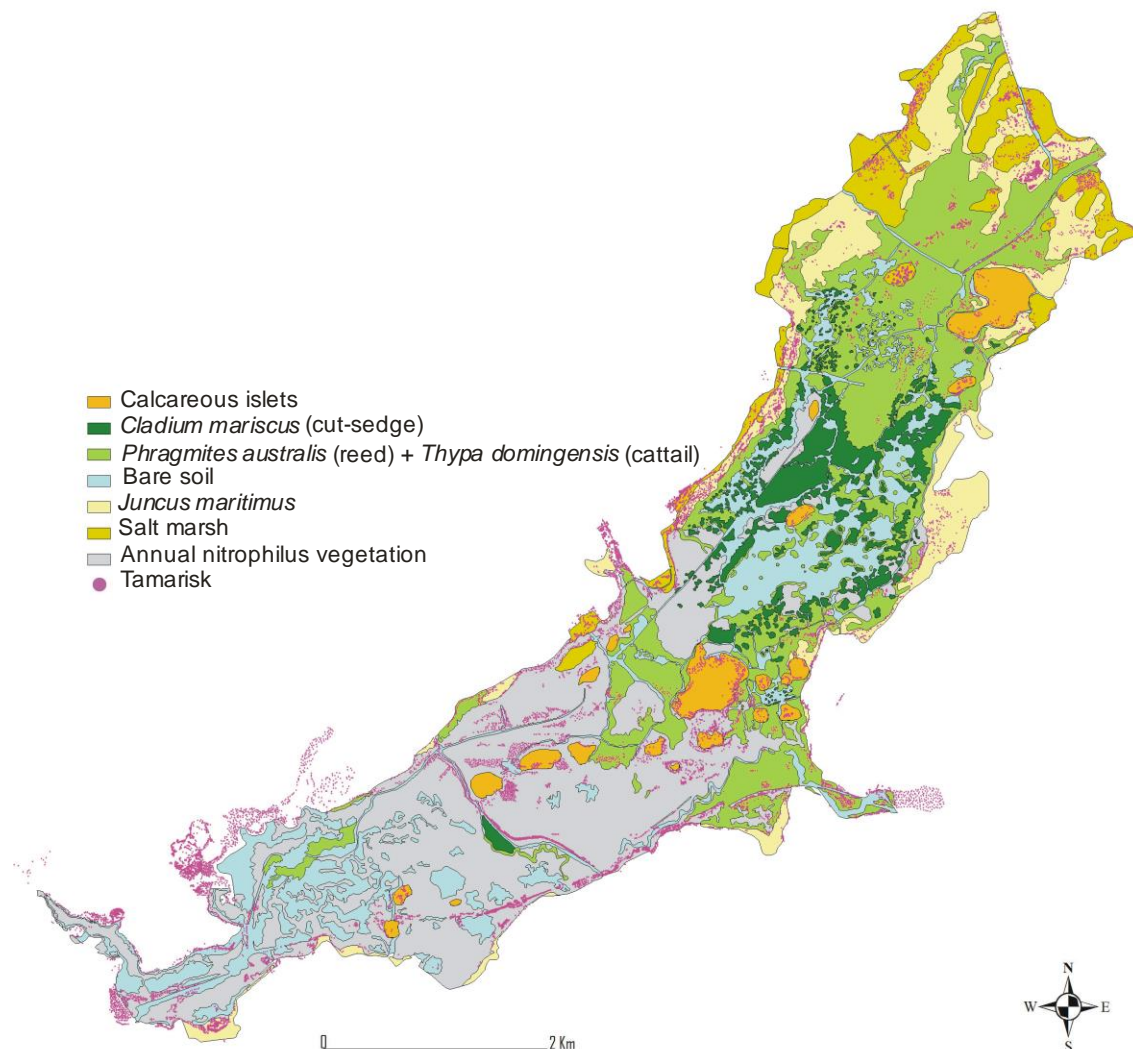 Calcareous islets
Cladium mariscus (cut-sedge)
Phragmites australis (reed) + Thypa domingensis (cattail)
Bare soil
Juncus maritimus
Salt marsh
Annual nitrophilus vegetation
Tamarisk
N
W E
S
0 2 Km